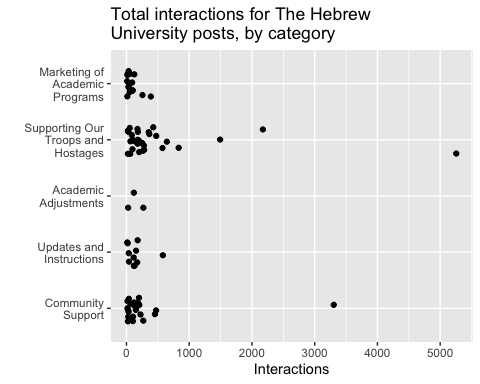 Total interactions for The Hebrew
University posts, by category
Marketing of
Academic
Programs
Supporting Our
Troops and
Hostages
Academic
Adjustments
Updates and
Instructions
Community
Support
0 1000 2000 3000 4000 5000
Interactions